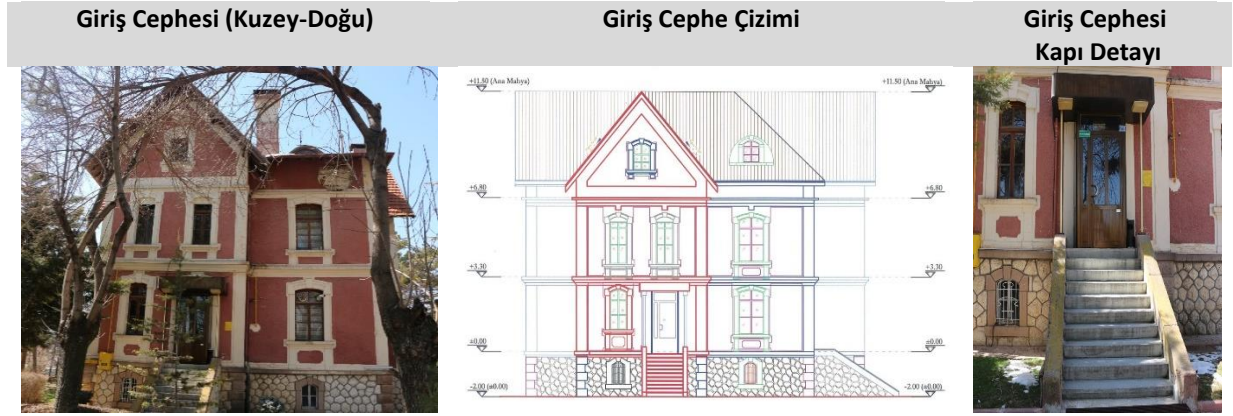 Giriş Cephesi (Kuzey-Doğu)
Giriş Cephe Çizimi
Giriş Cephesi
Kapı Detayı
+11.50 (Ana Mahya)
+11.50 (Ana Mahya)
+6.80
+6.80
+3.30
+3.30
±0.00
±0.00
-2.00 (±0.00)
-2.00 (±0.00)